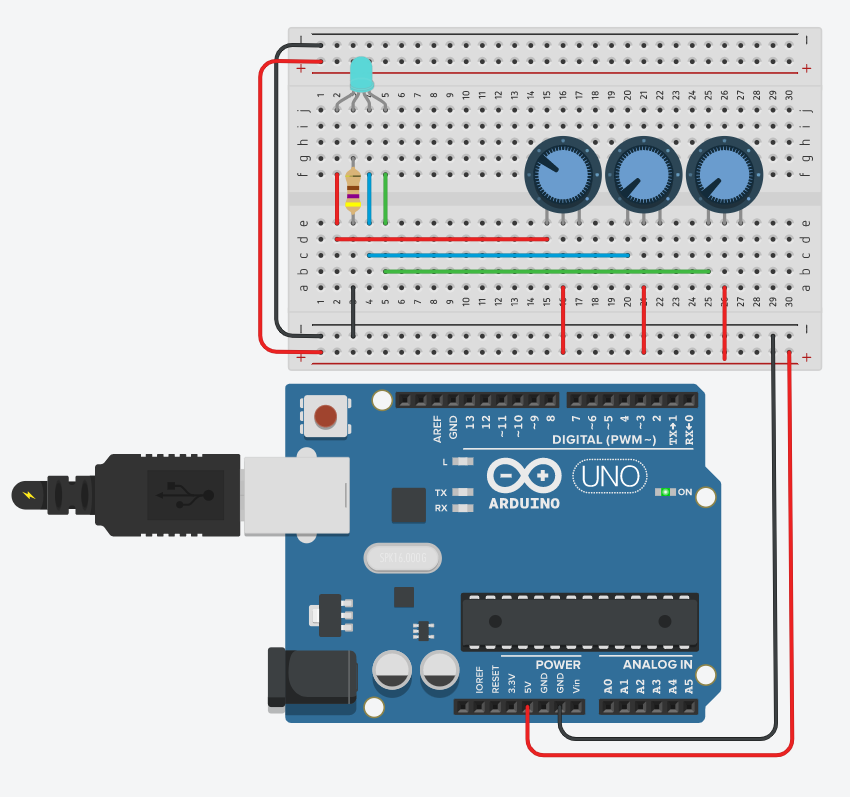 − −
+ +
1 2 3 4 5 6 7 8 9 10 11 12 13 14 15 16 17 18 19 20 21 22 23 24 25 26 27 28 29 30
j j
i i
h h
g g
f f
e e
d d
c c
b b
a a
1 2 3 4 5 6 7 8 9 10 11 12 13 14 15 16 17 18 19 20 21 22 23 24 25 26 27 28 29 30
− −
+ +
AREF GND 13 12 ~11 ~10 ~9 8 7 ~6 ~5 4 ~3 2 TX→1 RX←0
DIGITAL (PWM~)
L
TX
RX
ARDUINO
UNO
ON
POWER ANALOG IN
IOREF RESET 3.3V 5V GND GND Vin A0 A1 A2 A3 A4 A5